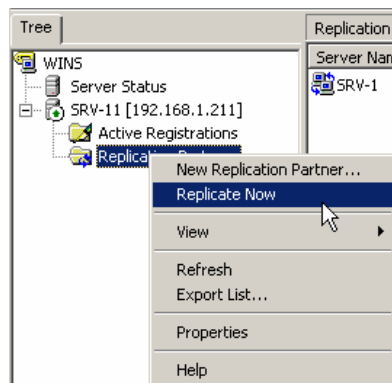 Tree
Replication
WINS
Server Status
SRV-11 [192.168.1.211]
Active Registrations
Server Nam
SRV-1
New Replication Partner...
Replicate Now
View
Refresh
Export List...
Properties
Help